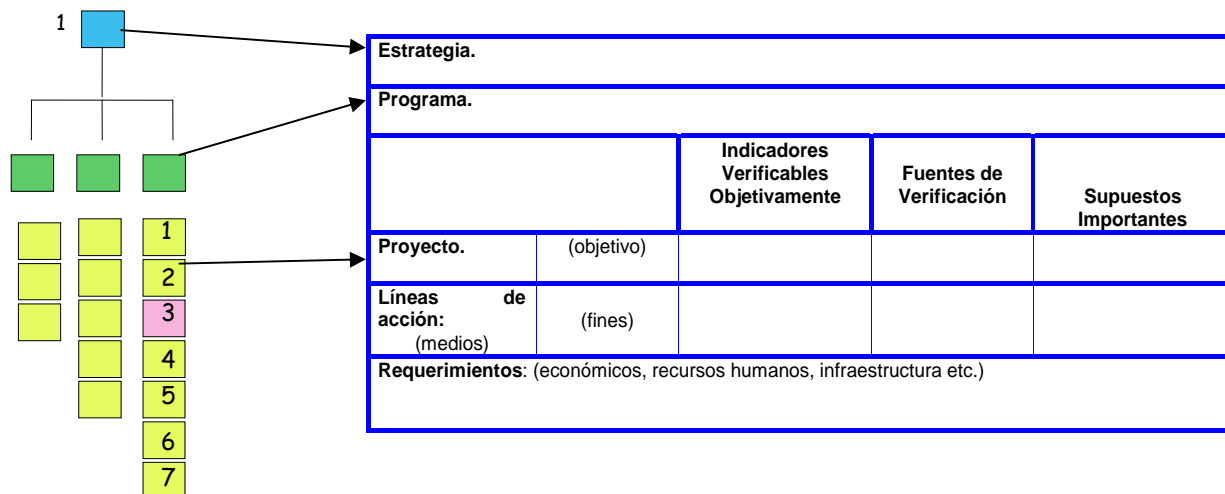 1
Estrategia.
Programa.
Indicadores
Verificables
Objetivamente
Fuentes de
Verificación
Supuestos
Importantes
1
2
3
4
5
6
7
Proyecto.
(objetivo)
Líneas de
acción:
(medios)
(fines)
Requerimientos: (económicos, recursos humanos, infraestructura etc.)